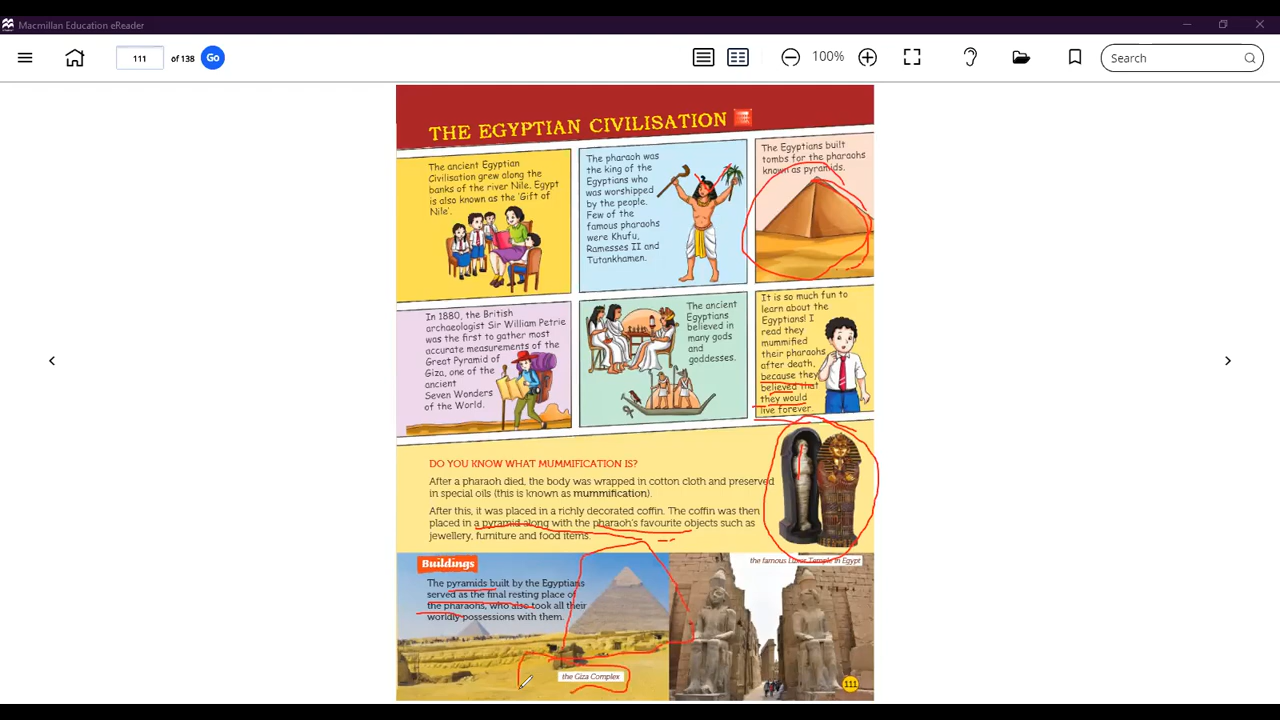 Macmillan Education eReader
111 of 138 Go
100%
Search
THE EGYPTIAN CIVILISATION
The ancient Egyptian
Civilisation grew along the
banks of the river Nile. Egypt
is also known as the 'Gift of
Nile'.
The pharaoh was
the king of the
Egyptians who
was worshipped
by the people.
Few of the
famous pharaohs
were Khufu,
Ramesses II and
Tutankhamen.
The Egyptians built
tombs for the pharaohs
known as pyramids.
In 1880, the British
archaeologist Sir William Petrie
was the first to gather most
accurate measurements of the
Great Pyramid of
Giza, one of the
ancient
Seven Wonders
of the World.
The ancient
Egyptians
believed in
many gods
and
goddesses.
It is so much fun to
learn about the
Egyptians! I
read they
mummified
their pharaohs
after death,
because they
believed that
they would
live forever.
DO YOU KNOW WHAT MUMMIFICATION IS?
After a pharaoh died, the body was wrapped in cotton cloth and preserved
in special oils (this is known as mummification).
After this, it was placed in a richly decorated coffin. The coffin was then
placed in a pyramid along with the pharaoh's favourite objects such as
jewellery, furniture and food items.
Buildings
The pyramids built by the Egyptians
served as the final resting place of
the pharaohs, who also took all their
worldly possessions with them.
the Giza Complex
the famous Luxor Temple in Egypt
111